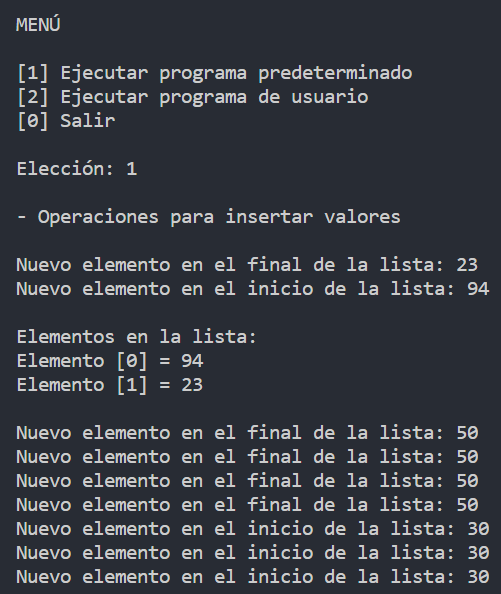 MENÚ
[1] Ejecutar programa predeterminado
[2] Ejecutar programa de usuario
[0] Salir
Elección: 1
- Operaciones para insertar valores
Nuevo elemento en el final de la lista: 23
Nuevo elemento en el inicio de la lista: 94
Elementos en la lista:
Elemento [0] = 94
Elemento [1] = 23
Nuevo elemento en el final de la lista: 50
Nuevo elemento en el final de la lista: 50
Nuevo elemento en el final de la lista: 50
Nuevo elemento en el final de la lista: 50
Nuevo elemento en el inicio de la lista: 30
Nuevo elemento en el inicio de la lista: 30
Nuevo elemento en el inicio de la lista: 30